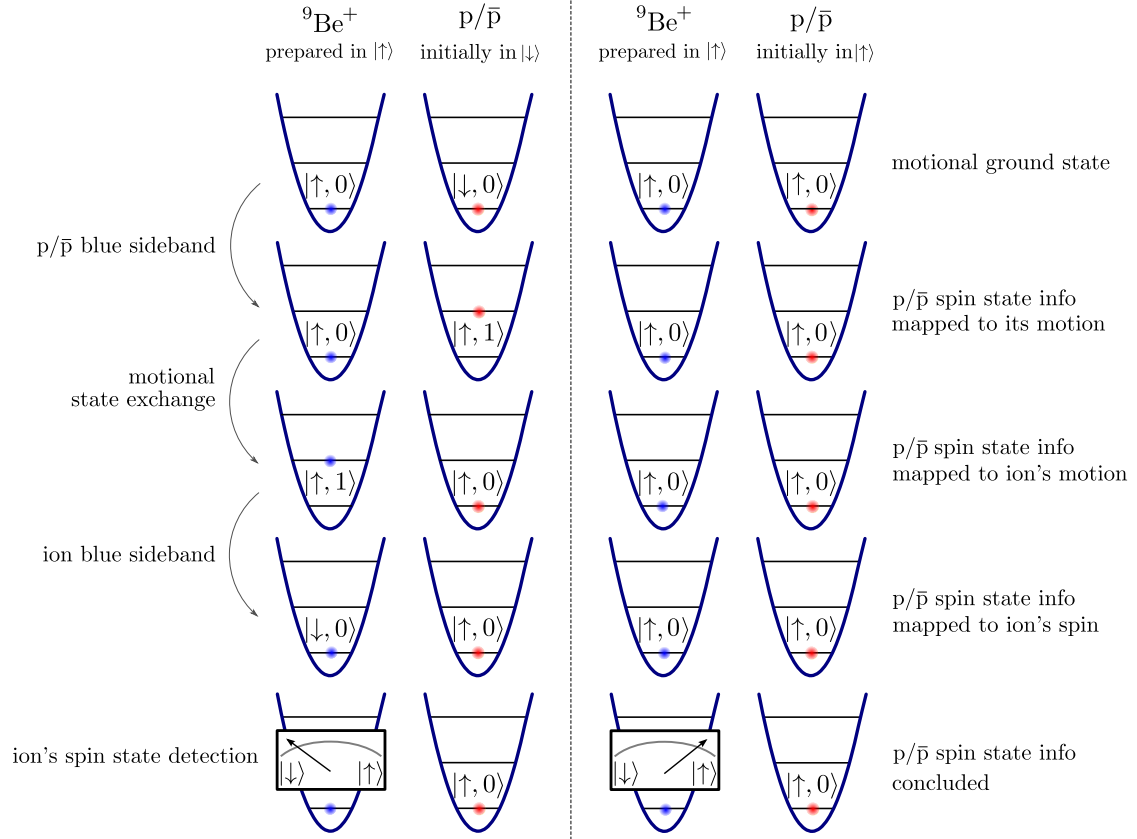 ⁹Be⁺ p/p̄ ⁹Be⁺ p/p̄
prepared in |↑⟩ initially in|↓⟩ prepared in |↑⟩ initially in|↑⟩
|↑, 0⟩ |↓, 0⟩ |↑, 0⟩ |↑, 0⟩
motional ground state
p/p̄ blue sideband
|↑, 0⟩ |↑, 1⟩ |↑, 0⟩ |↑, 0⟩
p/p̄ spin state info
mapped to its motion
motional
state exchange
|↑, 1⟩ |↑, 0⟩ |↑, 0⟩ |↑, 0⟩
p/p̄ spin state info
mapped to ion's motion
ion blue sideband
|↓, 0⟩ |↑, 0⟩ |↑, 0⟩ |↑, 0⟩
p/p̄ spin state info
mapped to ion's spin
ion's spin state detection
|↓⟩ |↑⟩ |↑, 0⟩ |↓⟩ |↑⟩ |↑, 0⟩
p/p̄ spin state info
concluded